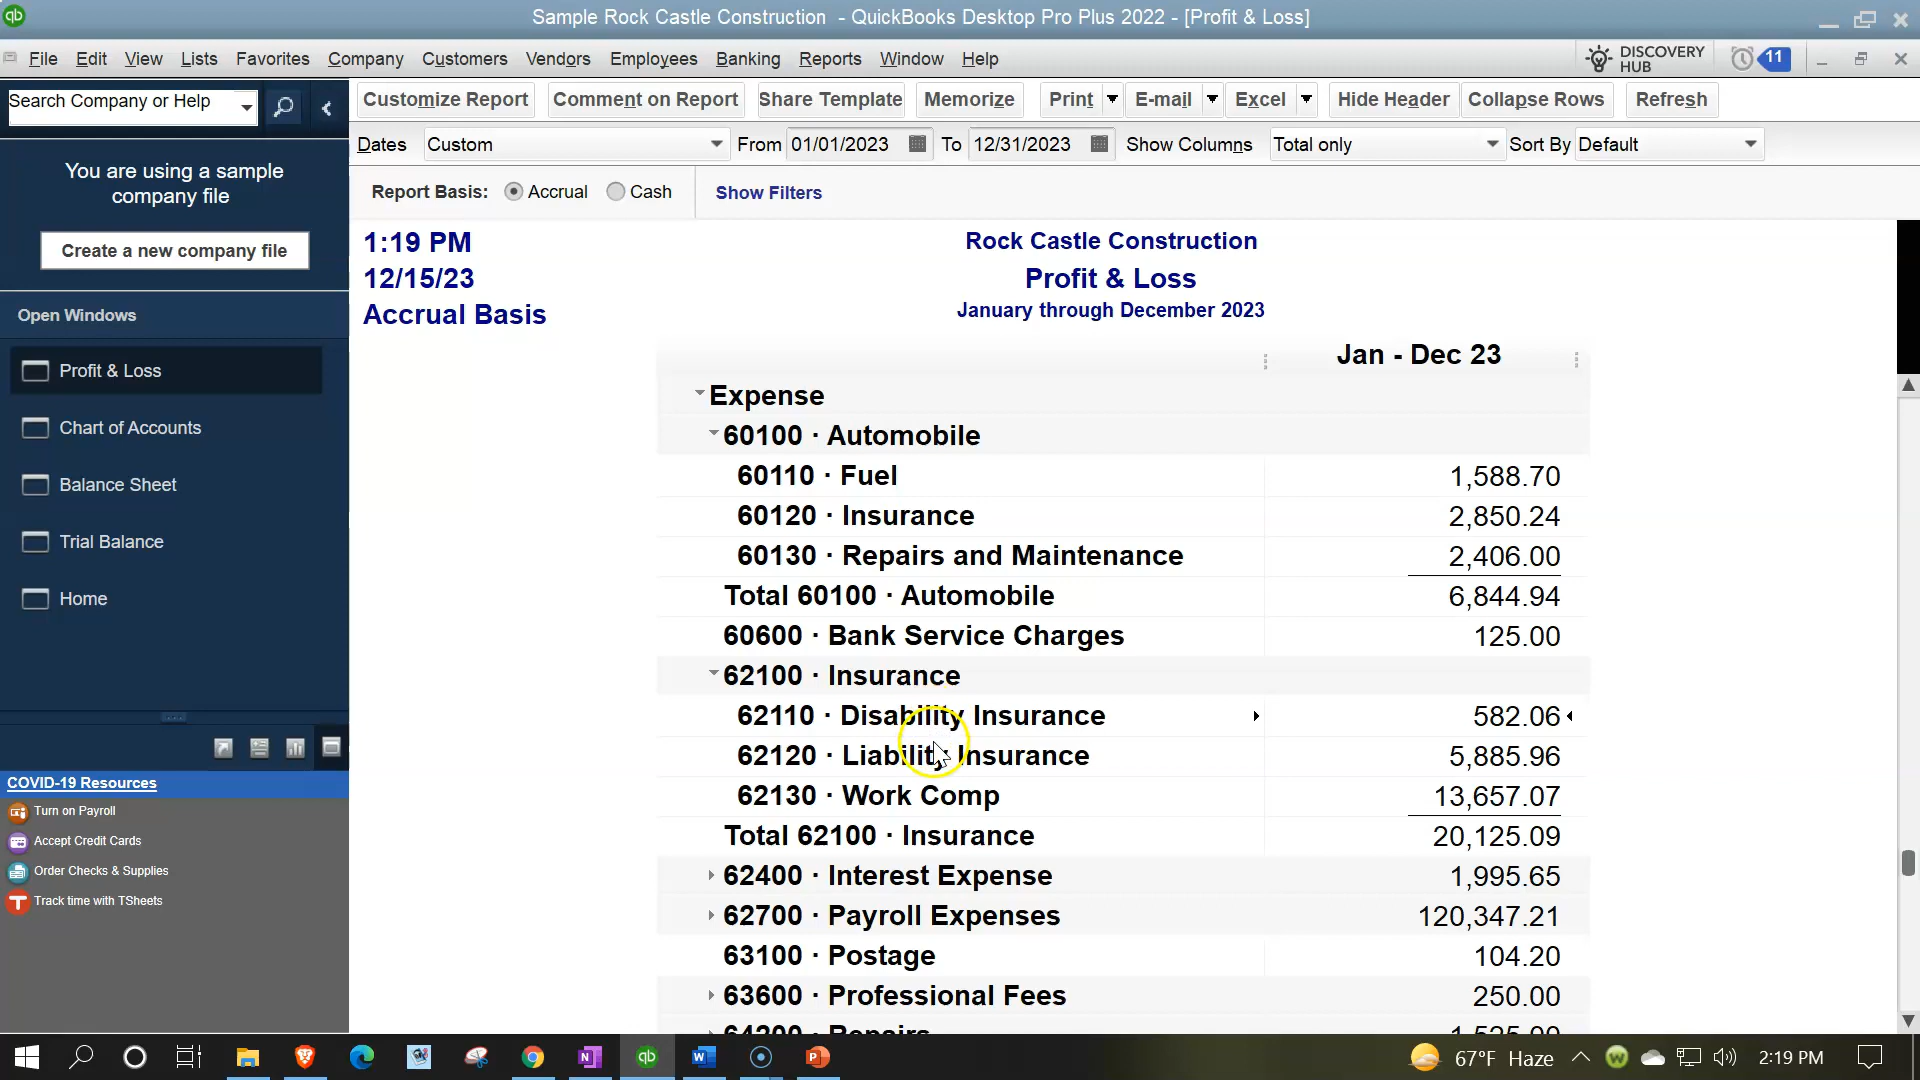 Sample Rock Castle Construction - QuickBooks Desktop Pro Plus 2022 - [Profit & Loss]
File Edit View Lists Favorites Company Customers Vendors Employees Banking Reports Window Help
DISCOVERY HUB
11
Search Company or Help
Customize Report Comment on Report Share Template Memorize Print E-mail Excel Hide Header Collapse Rows Refresh
Dates Custom From 01/01/2023 To 12/31/2023 Show Columns Total only Sort By Default
Report Basis: Accrual Cash Show Filters
You are using a sample
company file
Create a new company file
Open Windows
Profit & Loss
Chart of Accounts
Balance Sheet
Trial Balance
Home
COVID-19 Resources
Turn on Payroll
Accept Credit Cards
Order Checks & Supplies
Track time with TSheets
1:19 PM
12/15/23
Accrual Basis
Rock Castle Construction
Profit & Loss
January through December 2023
Jan - Dec 23
Expense
60100 · Automobile
60110 · Fuel 1,588.70
60120 · Insurance 2,850.24
60130 · Repairs and Maintenance 2,406.00
Total 60100 · Automobile 6,844.94
60600 · Bank Service Charges 125.00
62100 · Insurance
62110 · Disability Insurance 582.06
62120 · Liability Insurance 5,885.96
62130 · Work Comp 13,657.07
Total 62100 · Insurance 20,125.09
62400 · Interest Expense 1,995.65
62700 · Payroll Expenses 120,347.21
63100 · Postage 104.20
63600 · Professional Fees 250.00
67°F Haze
2:19 PM